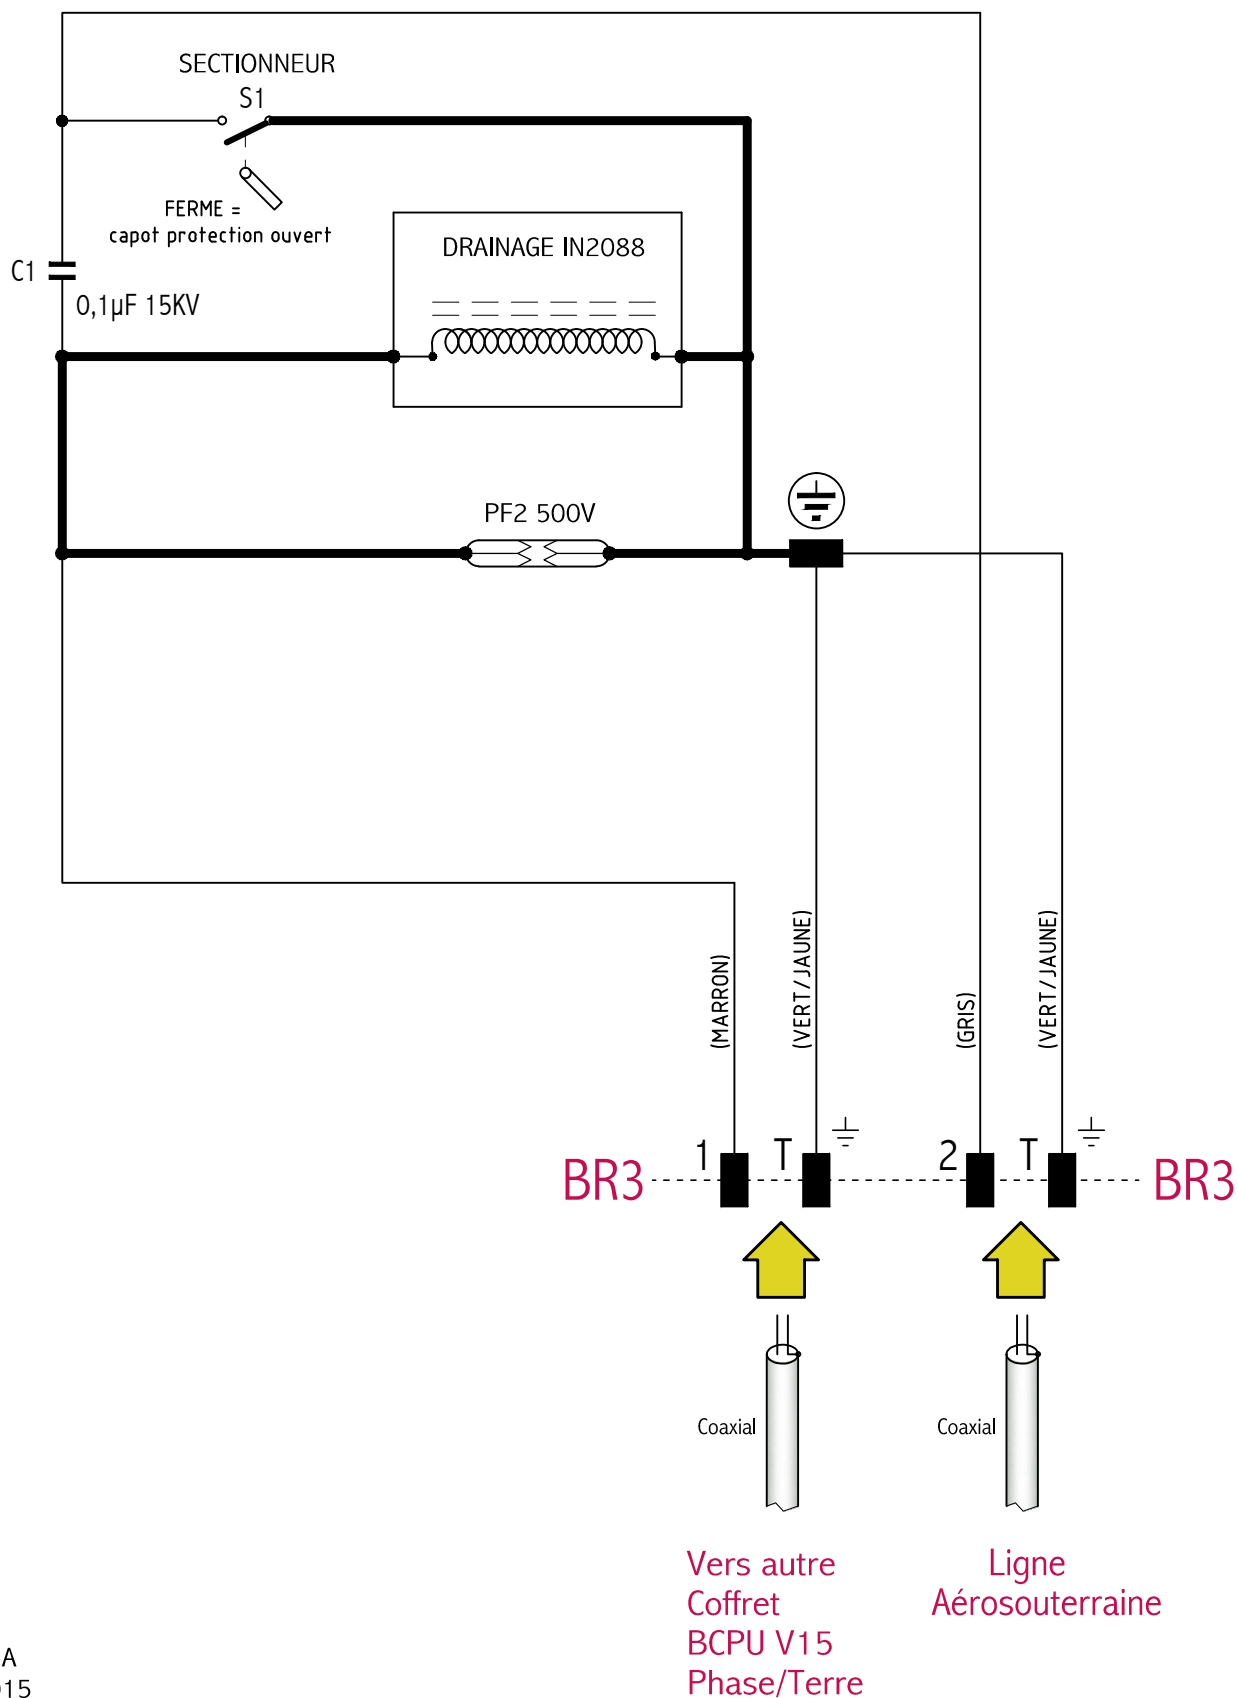 SECTIONNEUR
S1
FERME =
capot protection ouvert
DRAINAGE IN2088
C1
0,1µF 15KV
PF2 500V
(MARRON)
(VERT/JAUNE)
(GRIS)
(VERT/JAUNE)
BR3
1
T
2
T
BR3
Coaxial
Coaxial
Vers autre
Coffret
BCPU V15
Phase/Terre
Ligne
Aérosouterraine
A
015